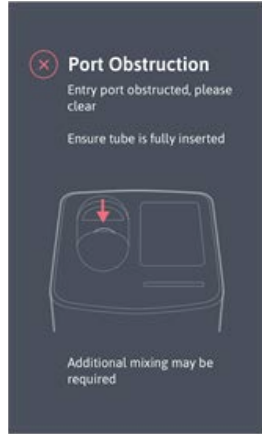 Port Obstruction
Entry port obstructed, please
clear
Ensure tube is fully inserted
Additional mixing may be
required